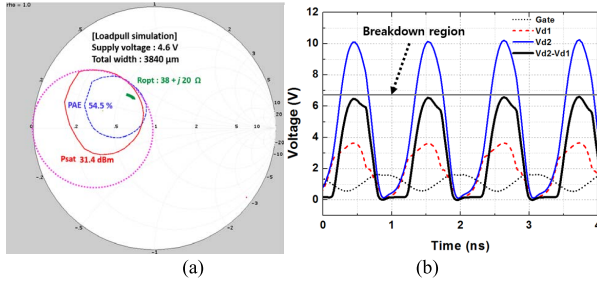 rhe = 1.0
[Loadpull simulation]
Supply voltage : 4.6 V
Total width : 3840 µm
Ropt : 38 + j 20 Ω
PAE 54.5 %
Psat 31.4 dBm
(a)
Breakdown region
Gate
Vd1
Vd2
Vd2-Vd1
Voltage (V)
12
10
8
6
4
2
0
0 1 2 3 4
Time (ns)
(b)